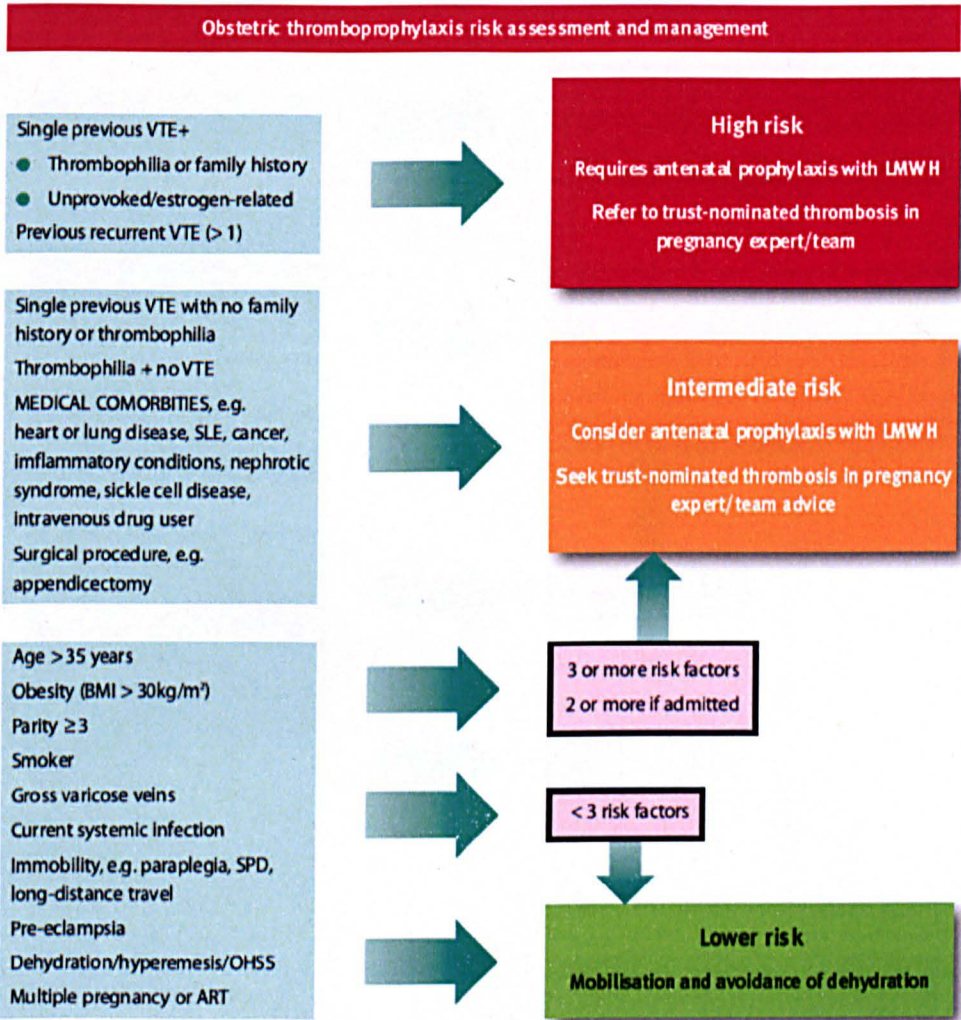 Obstetric thromboprophylaxis risk assessment and management
Single previous VTE+
● Thrombophilia or family history
● Unprovoked/estrogen-related
Previous recurrent VTE (> 1)
High risk
Requires antenatal prophylaxis with LMWH
Refer to trust-nominated thrombosis in
pregnancy expert/team
Single previous VTE with no family
history or thrombophilia
Thrombophilia + no VTE
MEDICAL COMORBITIES, e.g.
heart or lung disease, SLE, cancer,
imflammatory conditions, nephrotic
syndrome, sickle cell disease,
intravenous drug user
Surgical procedure, e.g.
appendicectomy
Intermediate risk
Consider antenatal prophylaxis with LMWH
Seek trust-nominated thrombosis in pregnancy
expert/team advice
Age > 35 years
Obesity (BMI > 30kg/m²)
Parity ≥3
Smoker
Gross varicose veins
Current systemic infection
Immobility, e.g. paraplegia, SPD,
long-distance travel
Pre-eclampsia
Dehydration/hyperemesis/OHSS
Multiple pregnancy or ART
3 or more risk factors
2 or more if admitted
< 3 risk factors
Lower risk
Mobilisation and avoidance of dehydration